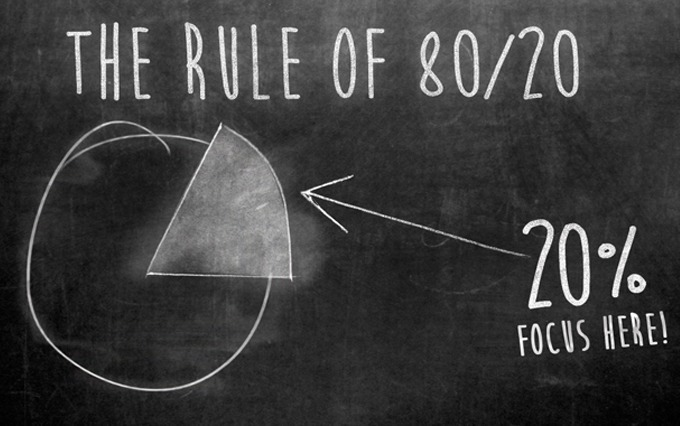 THE RULE OF 80/20
20%
FOCUS HERE!